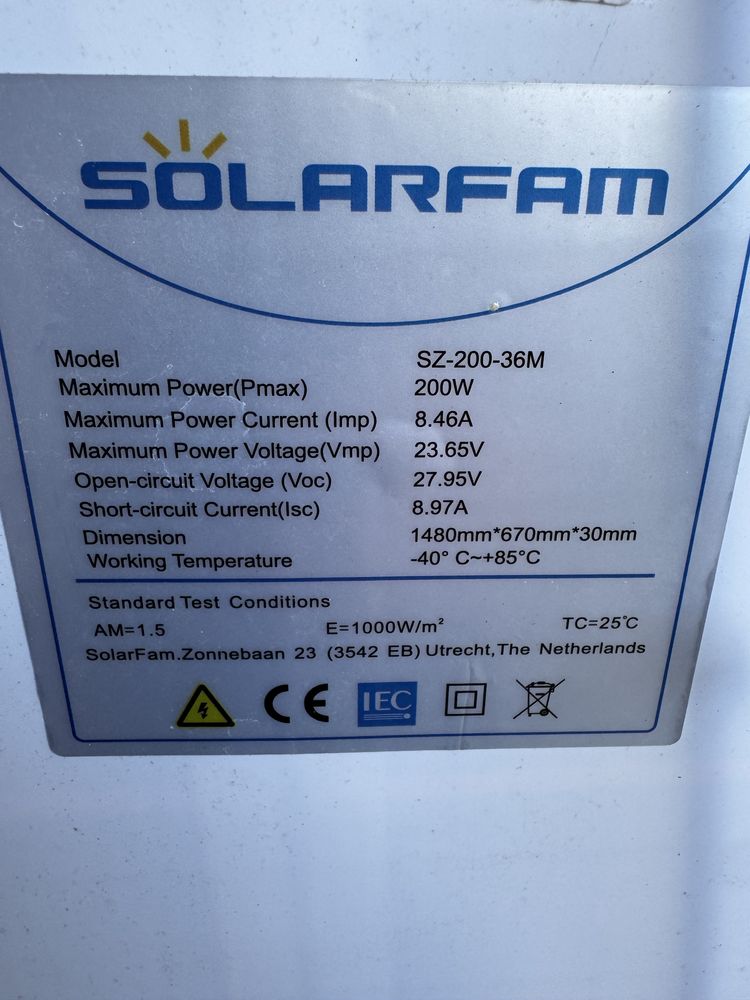 SOLARFAM
Model SZ-200-36M
Maximum Power(Pmax) 200W
Maximum Power Current (Imp) 8.46A
Maximum Power Voltage(Vmp) 23.65V
Open-circuit Voltage (Voc) 27.95V
Short-circuit Current(Isc) 8.97A
Dimension 1480mm*670mm*30mm
Working Temperature -40° C~+85°C
Standard Test Conditions
AM=1.5 E=1000W/m² TC=25℃
SolarFam.Zonnebaan 23 (3542 EB) Utrecht,The Netherlands
CE IEC